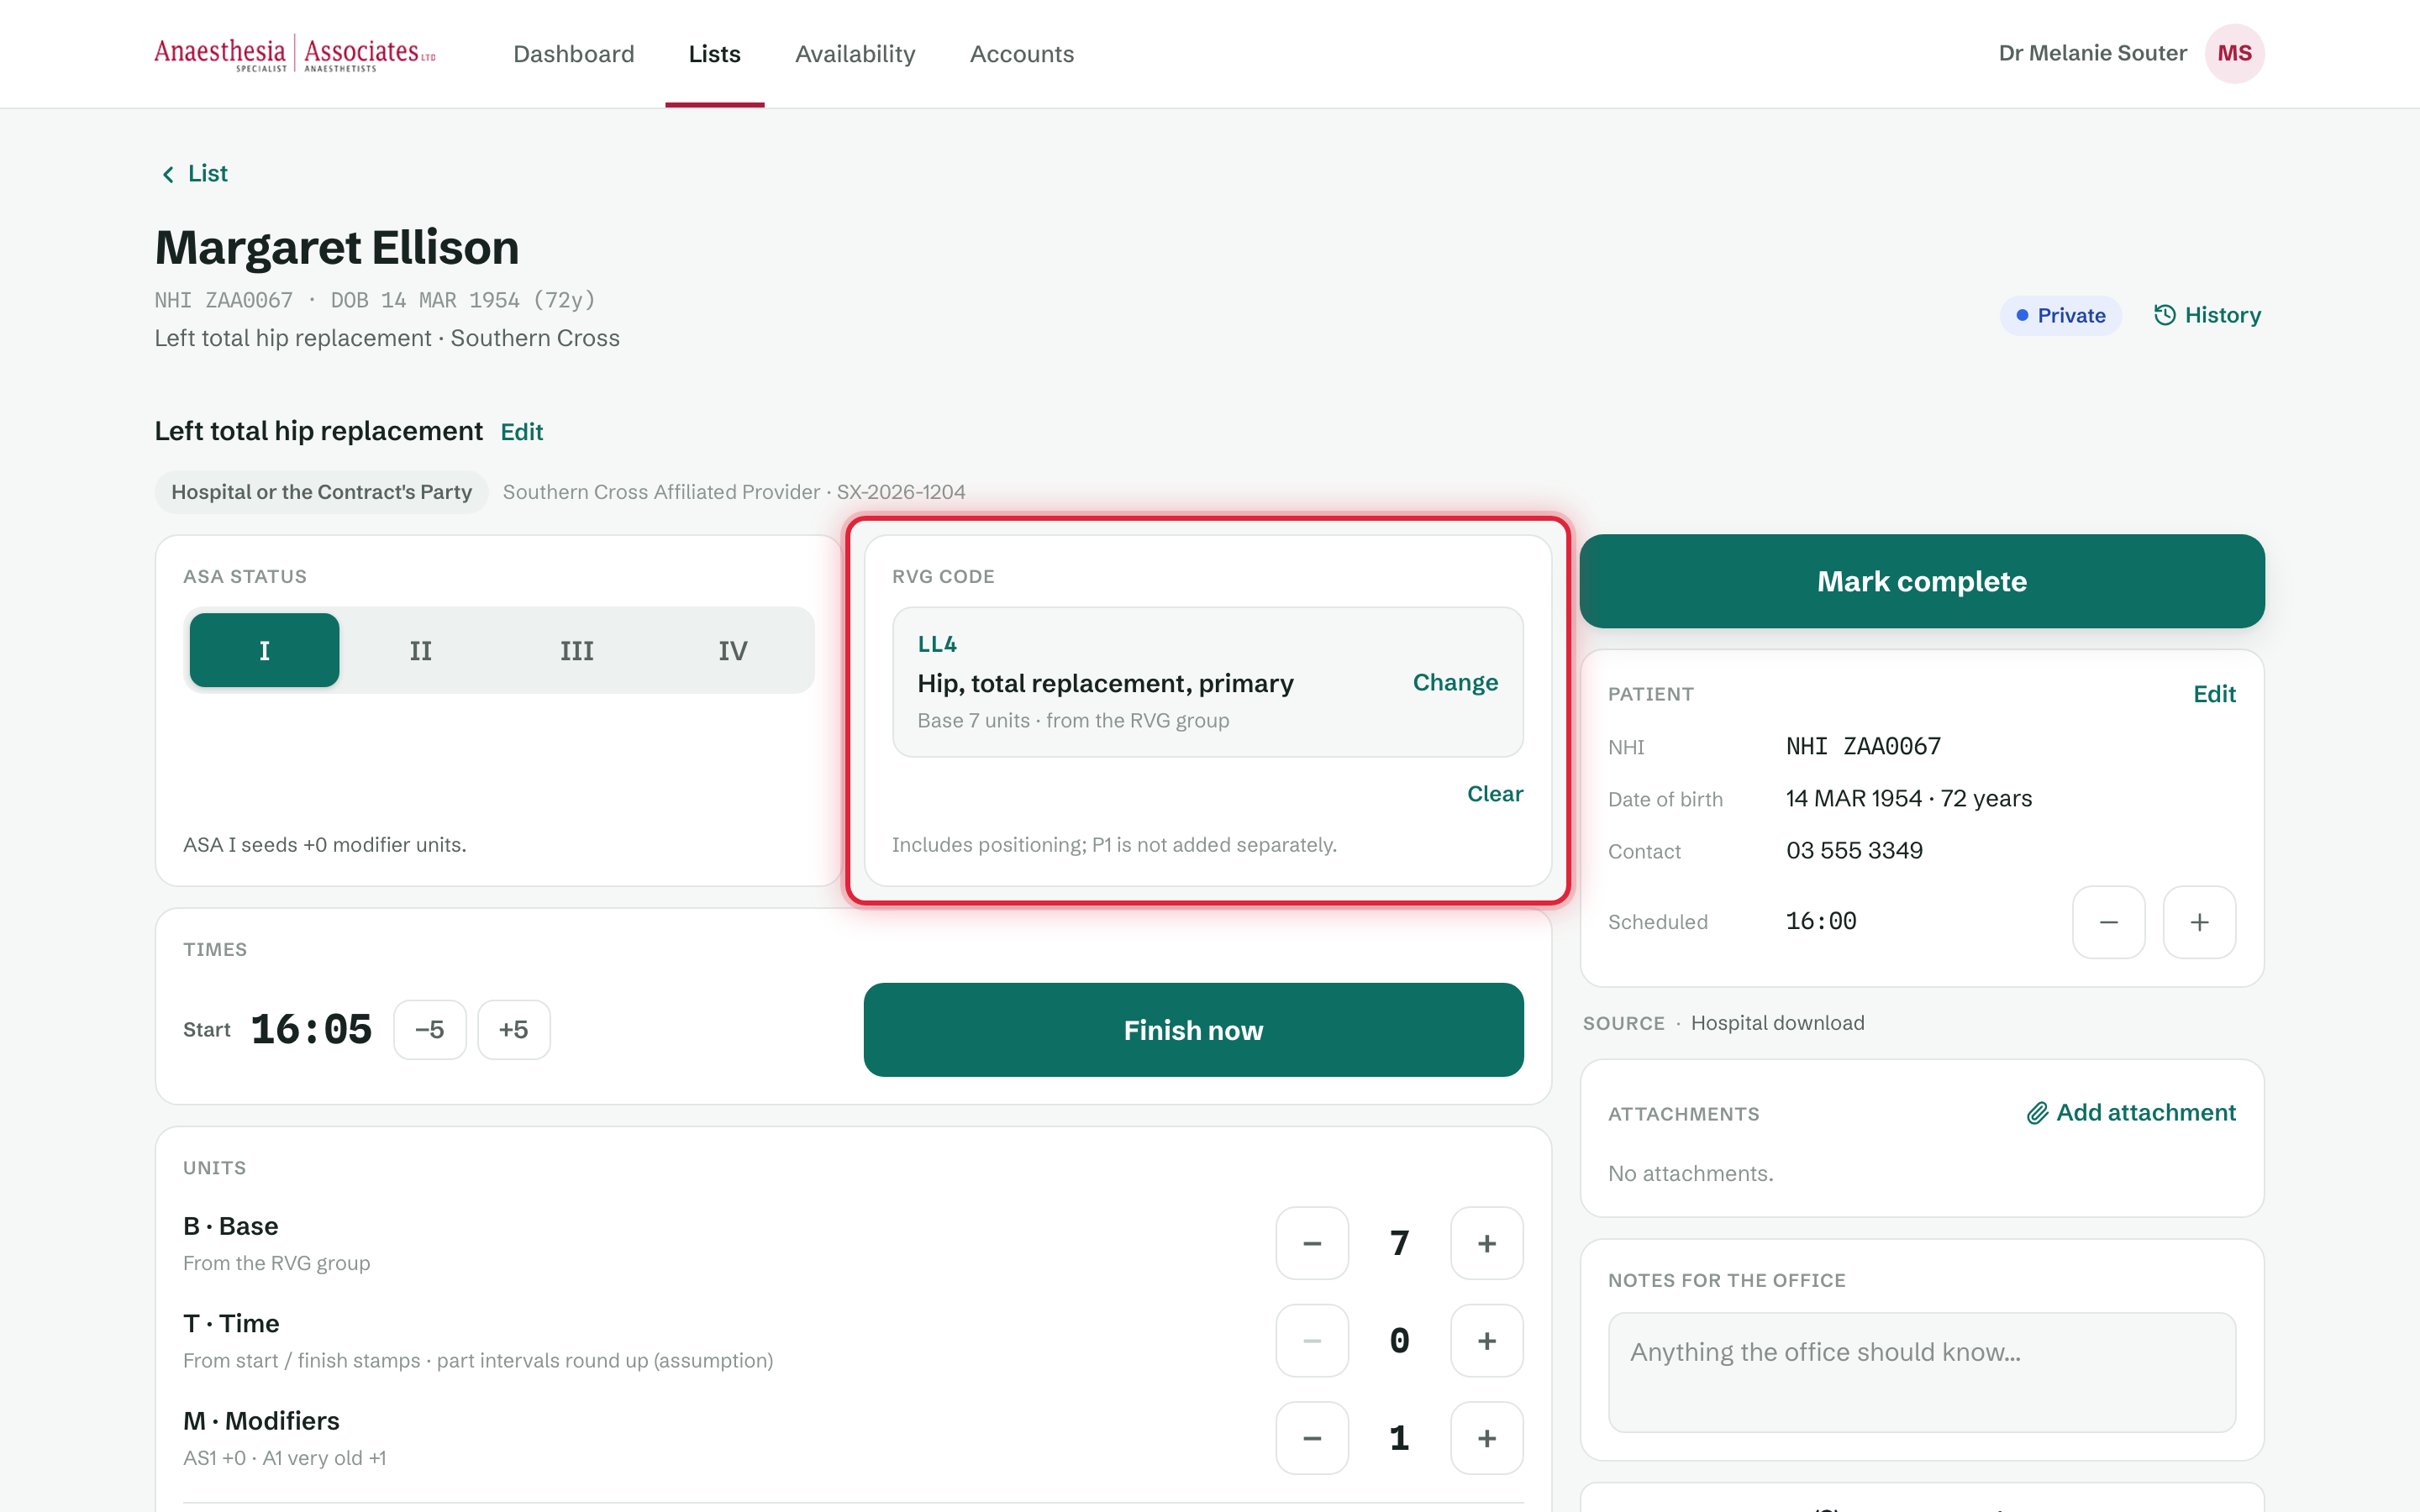 Anaesthesia | Associates LTD
SPECIALIST ANAESTHETISTS
Dashboard
Lists
Availability
Accounts
Dr Melanie Souter
MS
List
Margaret Ellison
NHI ZAA0067 · DOB 14 MAR 1954 (72y)
Left total hip replacement · Southern Cross
Private
History
Left total hip replacement Edit
Hospital or the Contract's Party
Southern Cross Affiliated Provider · SX-2026-1204
ASA STATUS
I
II
III
IV
ASA I seeds +0 modifier units.
RVG CODE
LL4
Hip, total replacement, primary
Change
Base 7 units · from the RVG group
Clear
Includes positioning; P1 is not added separately.
Mark complete
PATIENT
Edit
NHI
NHI ZAA0067
Date of birth
14 MAR 1954 · 72 years
Contact
03 555 3349
Scheduled
16:00
−
+
TIMES
Start
16:05
−5
+5
Finish now
SOURCE · Hospital download
ATTACHMENTS
Add attachment
No attachments.
UNITS
B · Base
From the RVG group
−
7
+
T · Time
From start / finish stamps · part intervals round up (assumption)
−
0
+
M · Modifiers
AS1 +0 · A1 very old +1
−
1
+
NOTES FOR THE OFFICE
Anything the office should know...